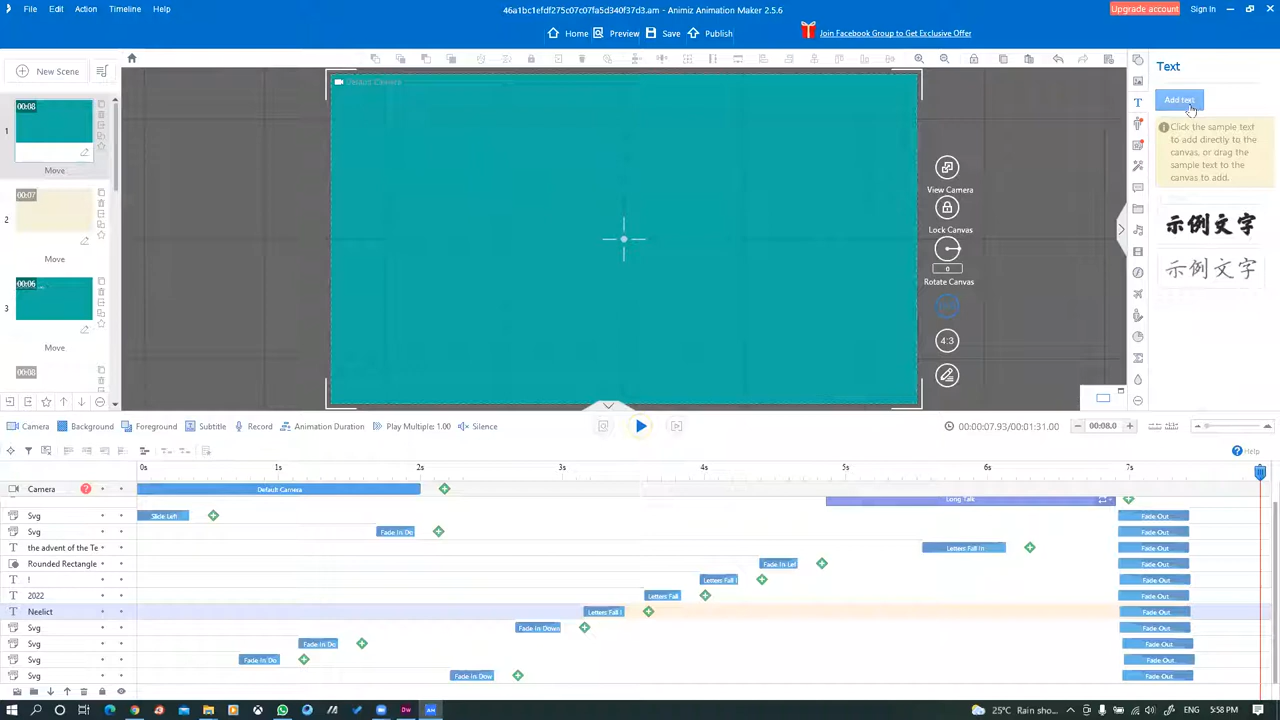 File Edit Action Timeline Help
46a1bc1efdf275c07c07fa5d340f37d3.am - Animiz Animation Maker 2.5.6
Upgrade account Sign In
Home Preview Save Publish
Join Facebook Group to Get Exclusive Offer
New Scene
Text
Add text
Click the sample text
to add directly to the
canvas, or drag the
sample text to the
canvas to add.
示例文字
示例文字
00:08
1
Move
00:07
2
Move
00:06
3
Move
00:08
Default Camera
View Camera
Lock Canvas
0
Rotate Canvas
4:3
Camera Background Foreground Subtitle Record Animation Duration Play Multiple: 1.00 Silence
00:00:07.93/00:01:31.00
00:08.0
Help
0s 1s 2s 3s 4s 5s 6s 7s
Camera Default Camera
Long Talk
Svg Slide Left Fade Out
Svg Fade In Do Fade Out
the advent of the Te Letters Fall In Fade Out
Rounded Rectangle Fade In Lef Fade Out
! Letters Fall I Fade Out
2022 Letters Fall Fade Out
Neelict Letters Fall I Fade Out
Svg Fade In Down Fade Out
Svg Fade In Do Fade Out
Svg Fade In Do Fade Out
Svg Fade In Dow Fade Out
25°C Rain sho... ENG 5:58 PM